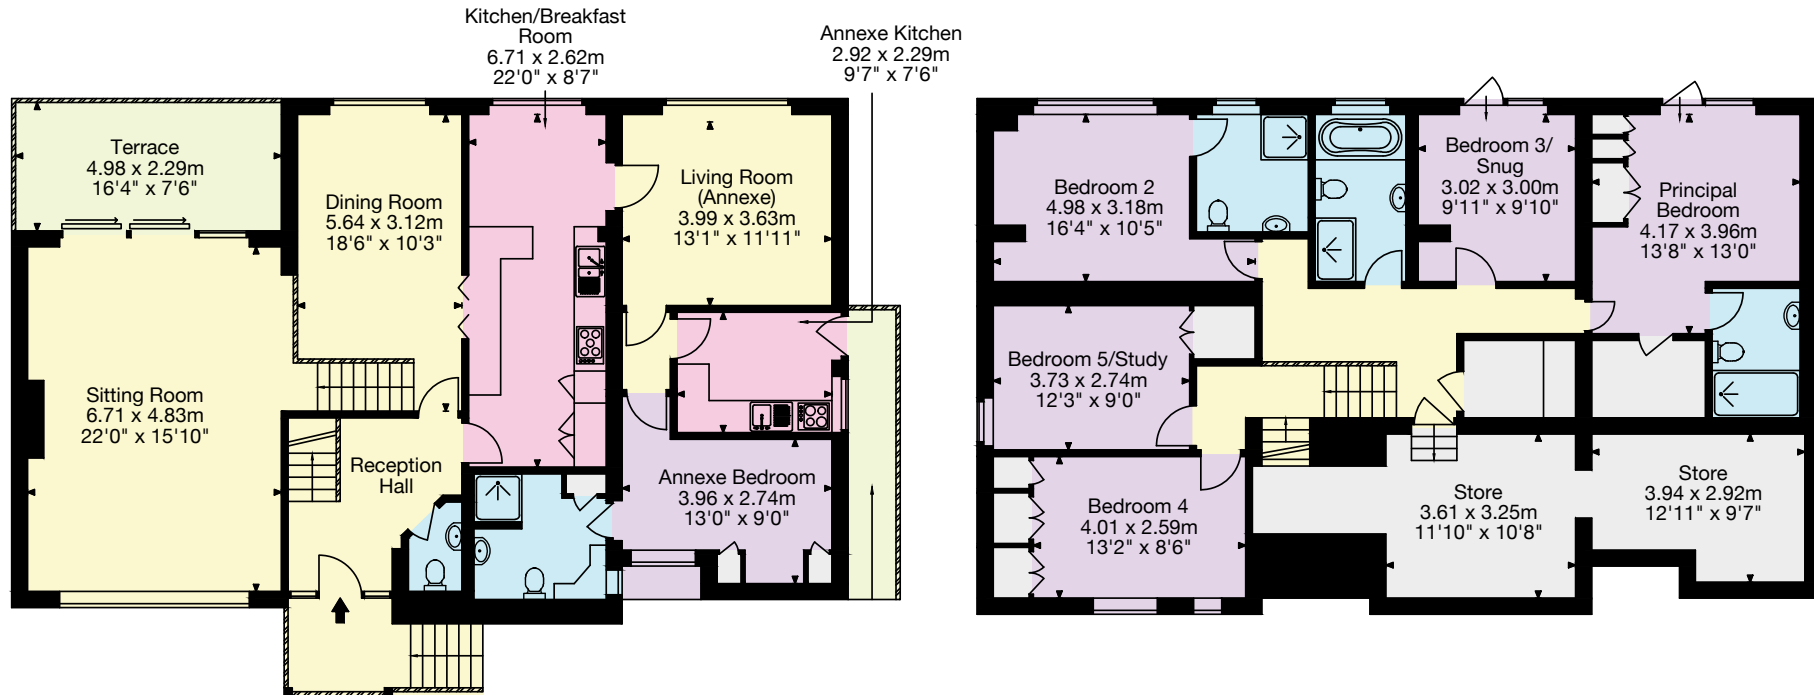 Kitchen/Breakfast
Room
6.71 x 2.62m
22'0" x 8'7"
Annexe Kitchen
2.92 x 2.29m
9'7" x 7'6"
Terrace
4.98 x 2.29m
16'4" x 7'6"
Dining Room
5.64 x 3.12m
18'6" x 10'3"
Living Room
(Annexe)
3.99 x 3.63m
13'1" x 11'11"
Sitting Room
6.71 x 4.83m
22'0" x 15'10"
Reception
Hall
Annexe Bedroom
3.96 x 2.74m
13'0" x 9'0"
Bedroom 2
4.98 x 3.18m
16'4" x 10'5"
Bedroom 3/
Snug
3.02 x 3.00m
9'11" x 9'10"
Principal
Bedroom
4.17 x 3.96m
13'8" x 13'0"
Bedroom 5/Study
3.73 x 2.74m
12'3" x 9'0"
Bedroom 4
4.01 x 2.59m
13'2" x 8'6"
Store
3.61 x 3.25m
11'10" x 10'8"
Store
3.94 x 2.92m
12'11" x 9'7"